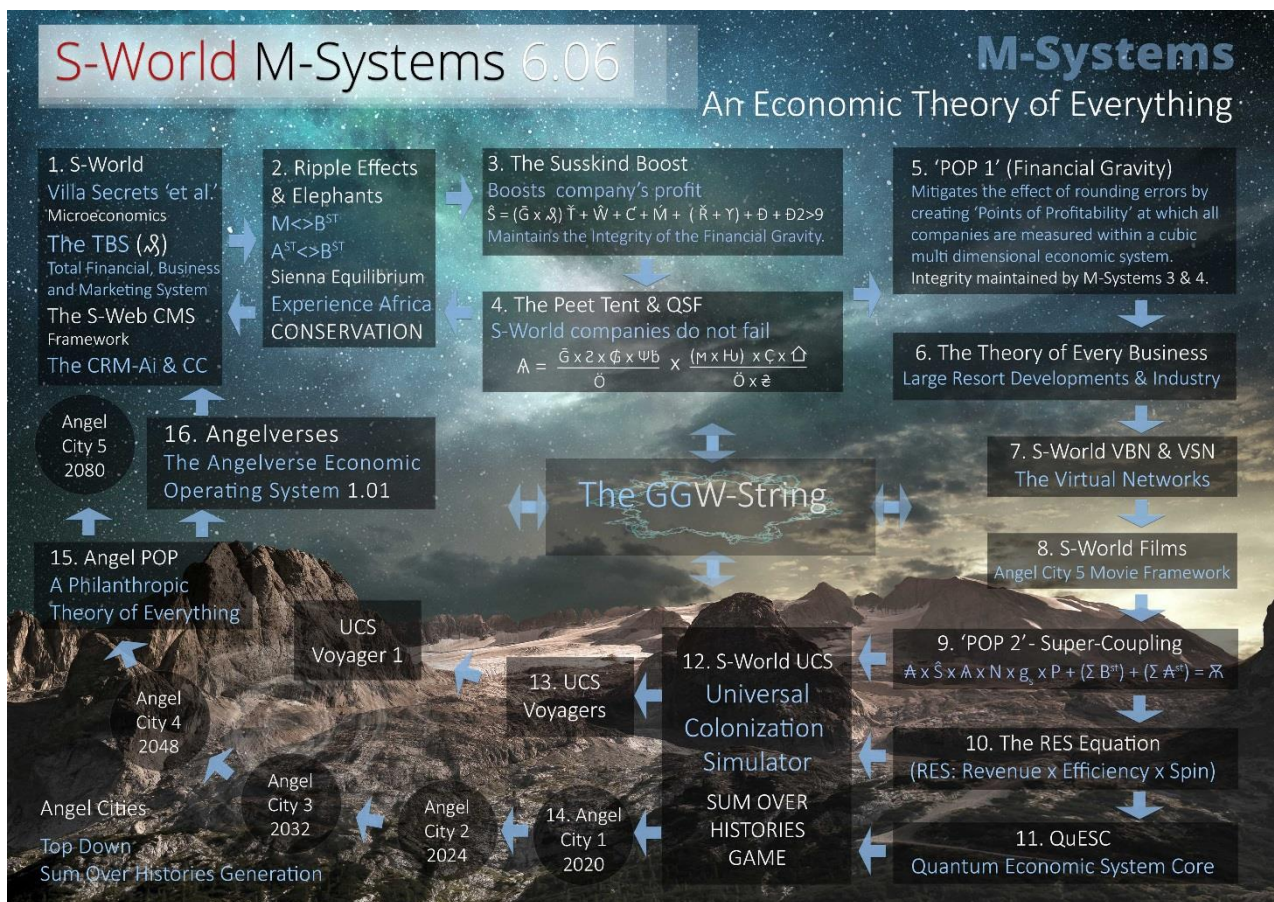 S-World M-Systems 6.06
M-Systems
An Economic Theory of Everything
1. S-World
Villa Secrets 'et al.'
Microeconomics
The TBS (𝓡)
Total Financial, Business
and Marketing System
The S-Web CMS
Framework
The CRM-Ai & CC
2. Ripple Effects
& Elephants
M<>Bˢᵀ
Aˢᵀ<>Bˢᵀ
Sienna Equilibrium
Experience Africa
CONSERVATION
3. The Susskind Boost
Boosts company's profit
Maintains the Integrity of the Financial Gravity.
4. The Peet Tent & QSF
S-World companies do not fail
5. 'POP 1' (Financial Gravity)
Mitigates the effect of rounding errors by
creating 'Points of Profitability' at which all
companies are measured within a cubic
multi dimensional economic system.
Integrity maintained by M-Systems 3 & 4.
6. The Theory of Every Business
Large Resort Developments & Industry
7. S-World VBN & VSN
The Virtual Networks
8. S-World Films
Angel City 5 Movie Framework
9. 'POP 2' - Super-Coupling
10. The RES Equation
(RES: Revenue x Efficiency x Spin)
11. QuESC
Quantum Economic System Core
The GGW-String
12. S-World UCS
Universal
Colonization
Simulator
SUM OVER
HISTORIES
GAME
13. UCS
Voyagers
UCS
Voyager 1
14. Angel
City 1
2020
Angel
City 2
2024
Angel
City 3
2032
Angel
City 4
2048
Angel Cities
Top Down
Sum Over Histories Generation
15. Angel POP
A Philanthropic
Theory of Everything
16. Angelverses
The Angelverse Economic
Operating System 1.01
Angel
City 5
2080